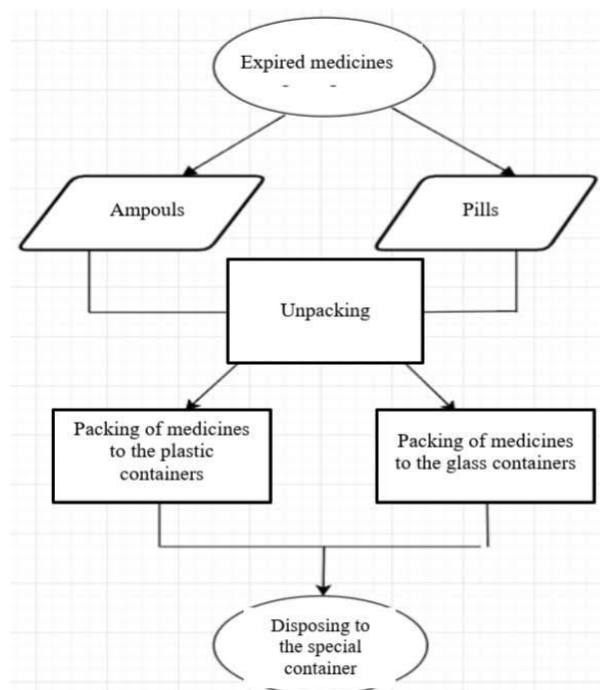 Expired medicines
Ampouls
Pills
Unpacking
Packing of medicines
to the plastic
containers
Packing of medicines
to the glass containers
Disposing to
the special
container